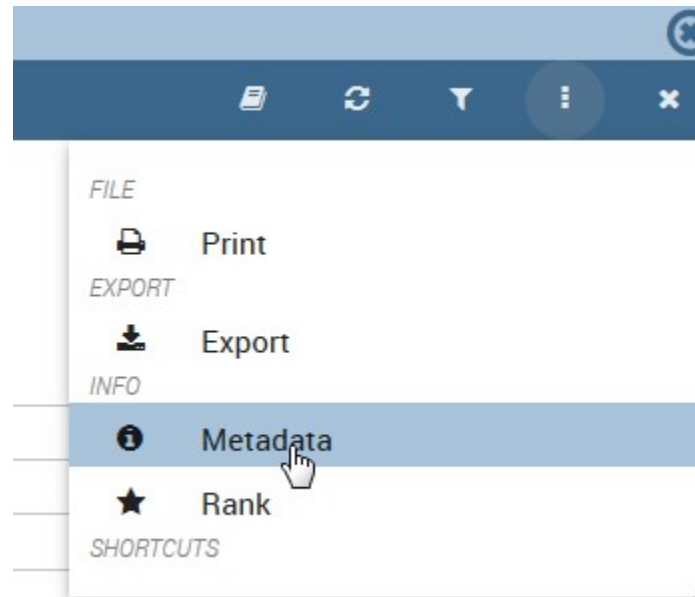 FILE
Print
EXPORT
Export
INFO
Metadata
Rank
SHORTCUTS